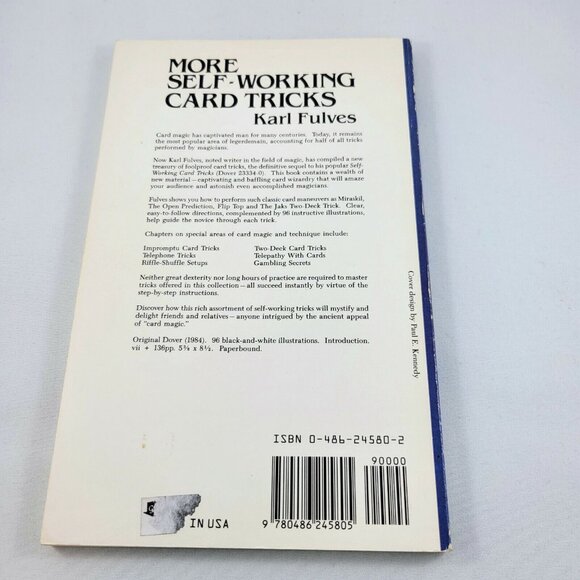 MORE
SELF-WORKING
CARD TRICKS
Karl Fulves
Card magic has captivated man for many centuries. Today, it remains
the most popular area of legerdemain, accounting for half of all tricks
performed by magicians.
Now Karl Fulves, noted writer in the field of magic, has compiled a new
treasury of foolproof card tricks, the definitive sequel to his popular Self-
Working Card Tricks (Dover 23334-0). This book contains a wealth of
new material—captivating and baffling card wizardry that will amaze
your audience and astonish even accomplished magicians.
Fulves shows you how to perform such classic card maneuvers as Miraskil,
The Open Prediction, Flip Top and The Jaks Two-Deck Trick. Clear,
easy-to-follow directions, complemented by 96 instructive illustrations,
help guide the novice through each trick.
Chapters on special areas of card magic and technique include:
Impromptu Card Tricks
Telephone Tricks
Riffle-Shuffle Setups
Two-Deck Card Tricks
Telepathy With Cards
Gambling Secrets
Neither great dexterity nor long hours of practice are required to master
tricks offered in this collection—all succeed instantly by virtue of the
step-by-step instructions.
Discover how this rich assortment of self-working tricks will mystify and
delight friends and relatives—anyone intrigued by the ancient appeal
of "card magic."
Original Dover (1984). 96 black-and-white illustrations. Introduction.
vii + 136pp. 5⅜ x 8½. Paperbound.
Cover design by Paul E. Kennedy
ISBN 0-486-24580-2
90000
9 780486 245805
IN USA